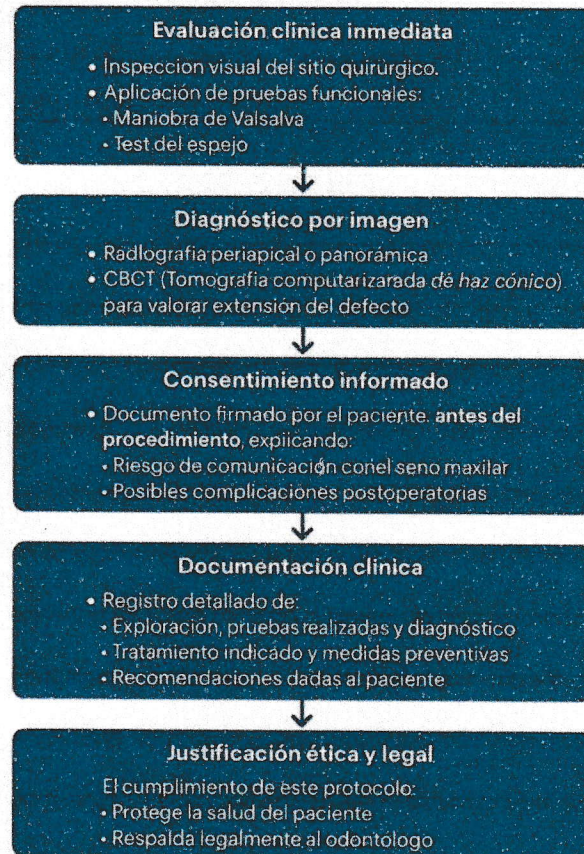 Evaluación clinica inmediata
• Inspeccion visual del sitio quirúrgico.
• Aplicación de pruebas funcionales:
• Maniobra de Valsalva
• Test del espejo
Diagnóstico por imagen
• Radlografia periapical o panorámica
• CBCT (Tomografia computarizarada dé haz cónico)
para valorar extensión del defecto
Consentimiento informado
• Documento firmado por el paciente. antes del
procedimiento, expiicando:
• Riesgo de comunicación conel seno maxilar
• Posibles complicaciones postoperatorias
Documentación clinica
• Registro detallado de:
• Exploración, pruebas realizadas y diagnóstico
• Tratamiento indicádo y medidas preventivas
• Recomendaciones dadas al paciente
Justificación ética y legal
El cumplimiento de este protocolo:
• Protege la salud del paciente
• Respalda legalmente al odontólogo